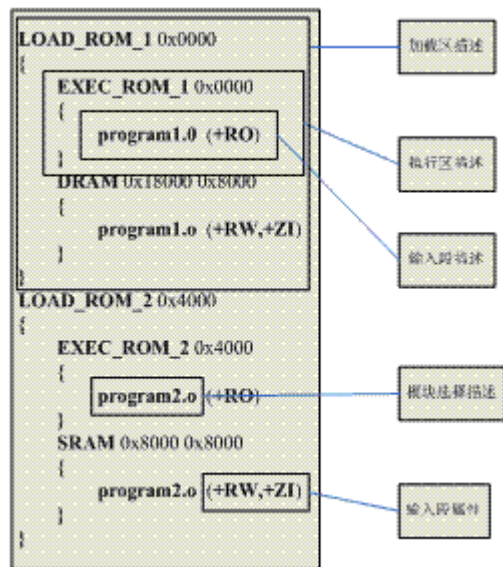 LOAD_ROM_1 0x0000
{
EXEC_ROM_1 0x0000
{
program1.0 (+RO)
}
DRAM 0x18000 0x8000
{
program1.o (+RW,+ZI)
}
}
LOAD_ROM_2 0x4000
{
EXEC_ROM_2 0x4000
{
program2.o (+RO)
}
SRAM 0x8000 0x8000
{
program2.o (+RW,+ZI)
}
}
加载区描述
执行区描述
输入段描述
模块选择描述
输入段属性